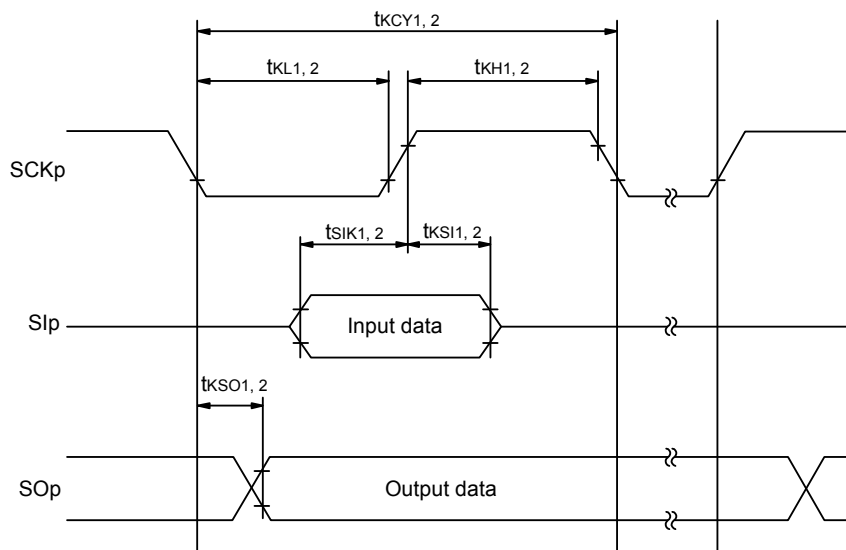 tKCY1, 2
tKL1, 2
tKH1, 2
SCKp
tSIK1, 2
tKSI1, 2
SIp
Input data
tKSO1, 2
SOp
Output data